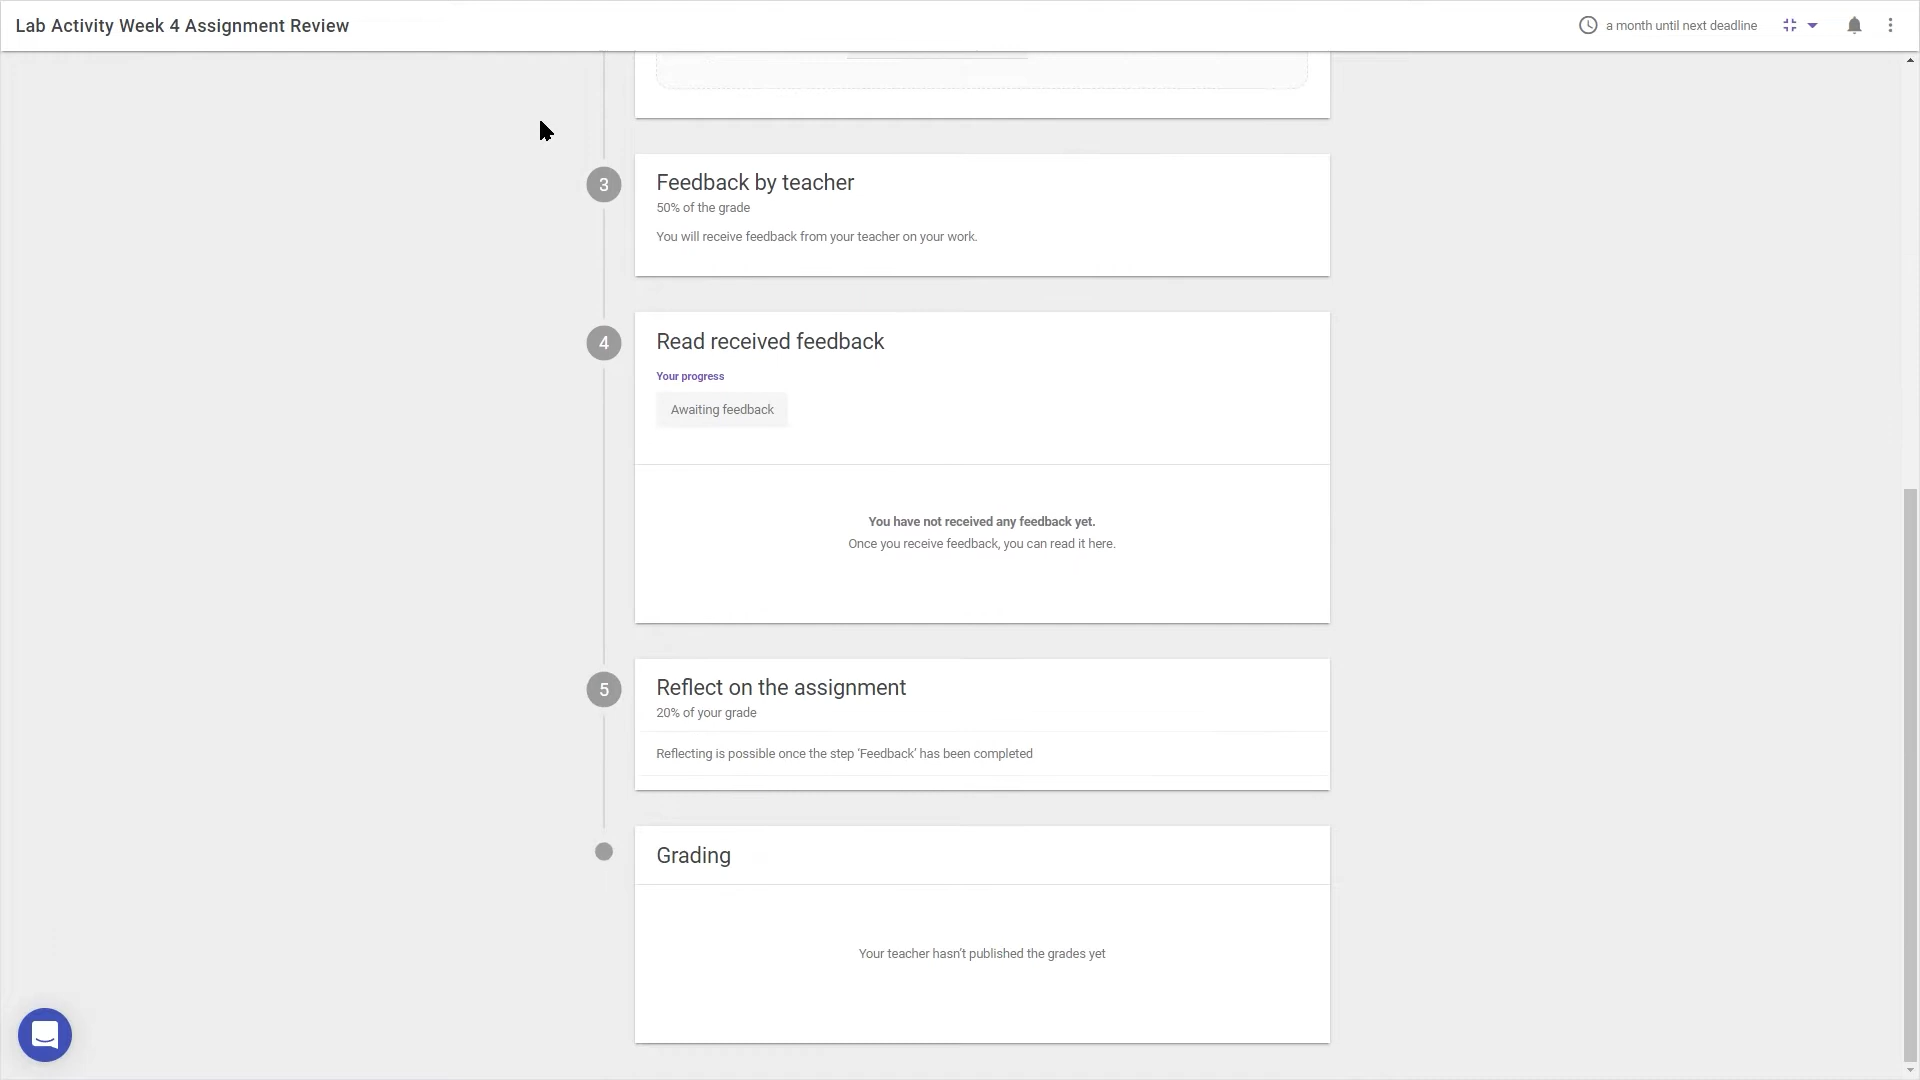 Lab Activity Week 4 Assignment Review
a month until next deadline
3
Feedback by teacher
50% of the grade
You will receive feedback from your teacher on your work.
4
Read received feedback
Your progress
Awaiting feedback
You have not received any feedback yet.
Once you receive feedback, you can read it here.
5
Reflect on the assignment
20% of your grade
Reflecting is possible once the step ‘Feedback’ has been completed
Grading
Your teacher hasn’t published the grades yet